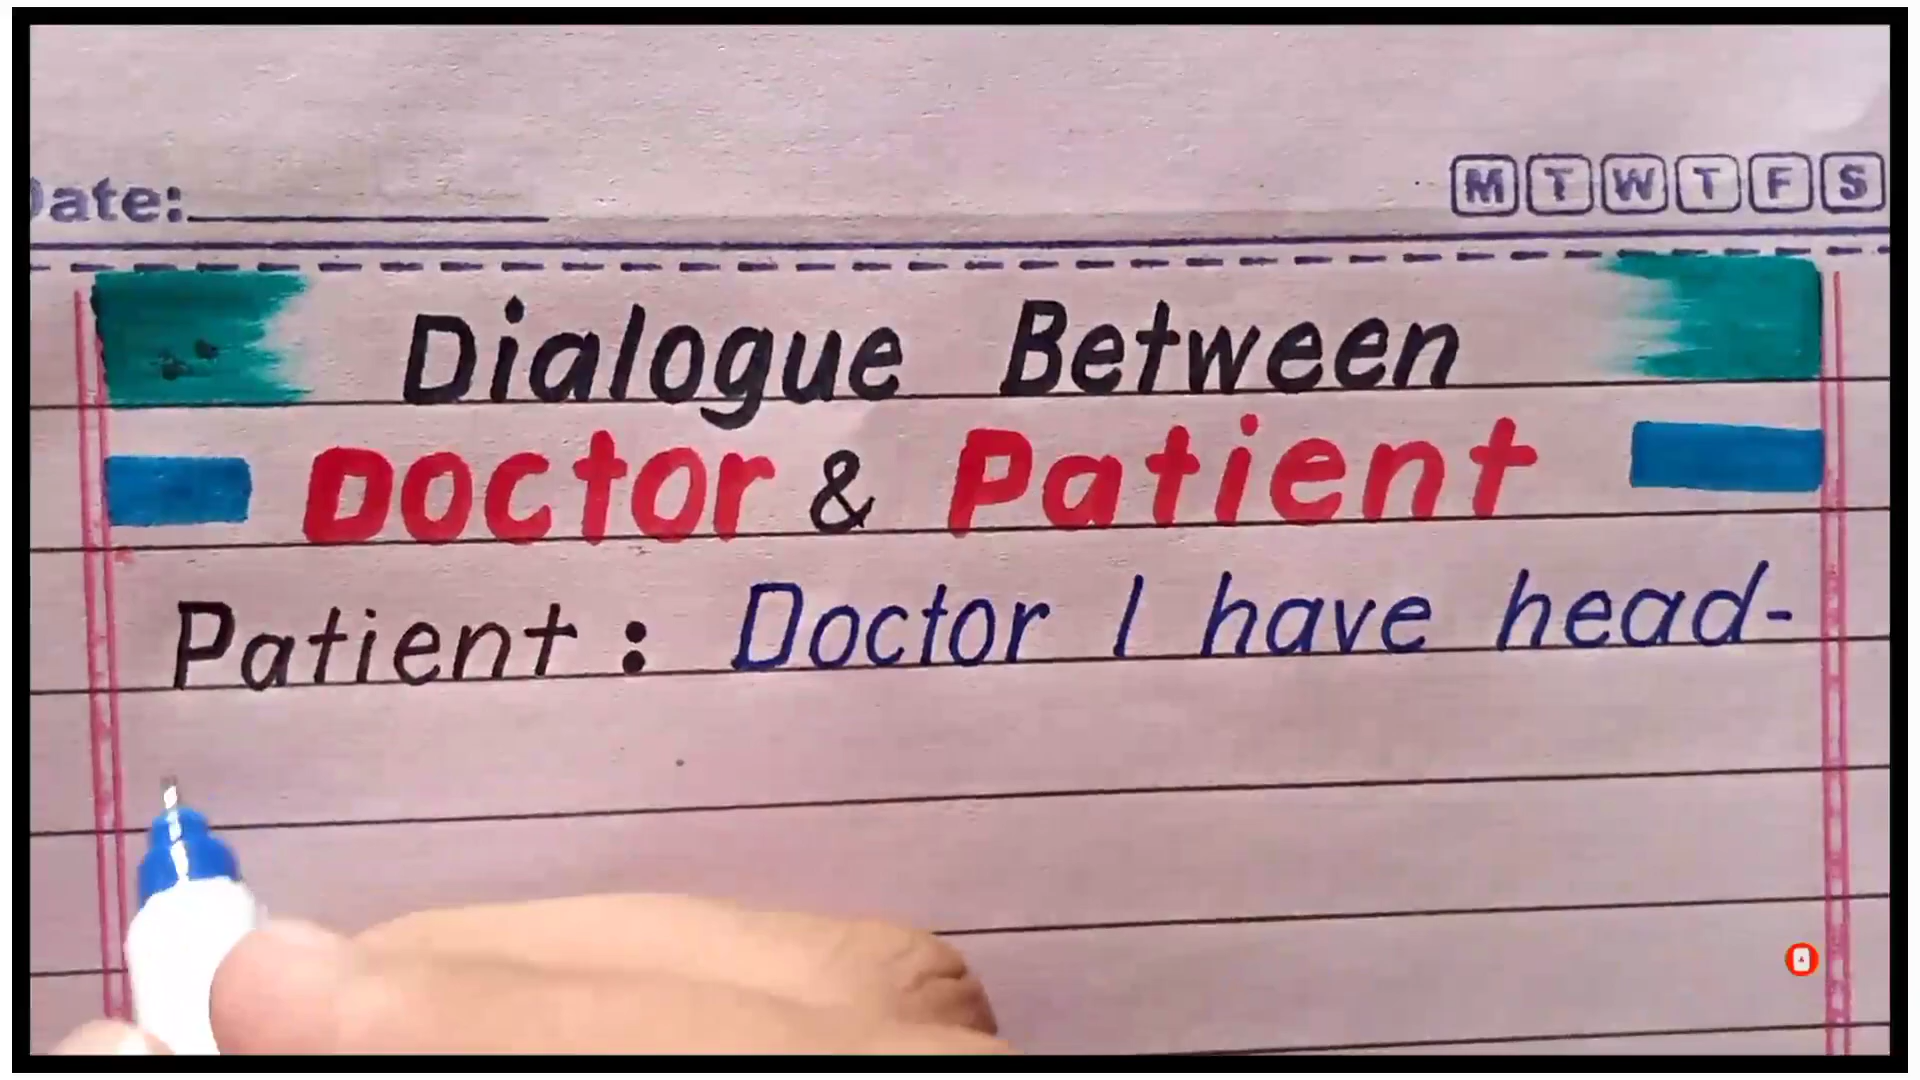 Date:
M T W T F S
Dialogue Between
Doctor & Patient
Patient : Doctor I have head-